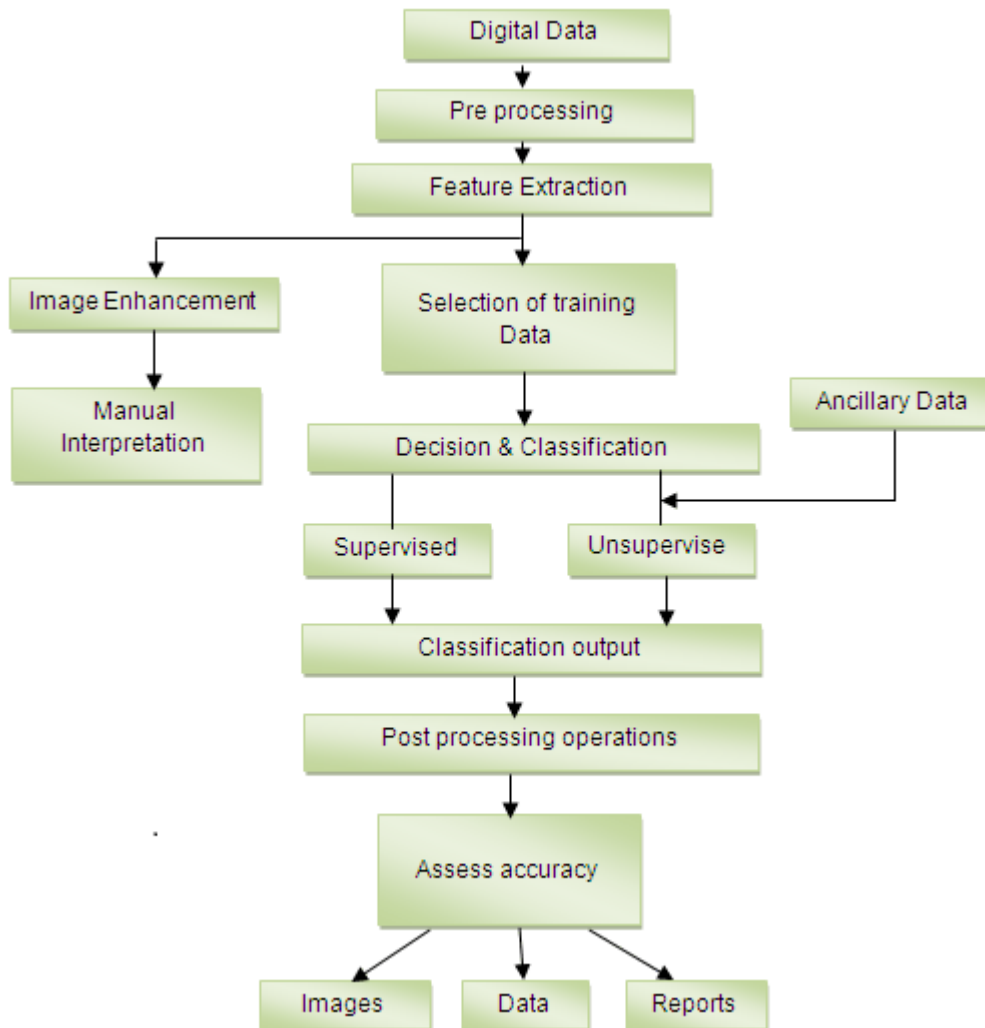 Digital Data
Pre processing
Feature Extraction
Image Enhancement
Selection of training
Data
Manual
Interpretation
Ancillary Data
Decision & Classification
Supervised
Unsupervise
Classification output
Post processing operations
Assess accuracy
Images
Data
Reports